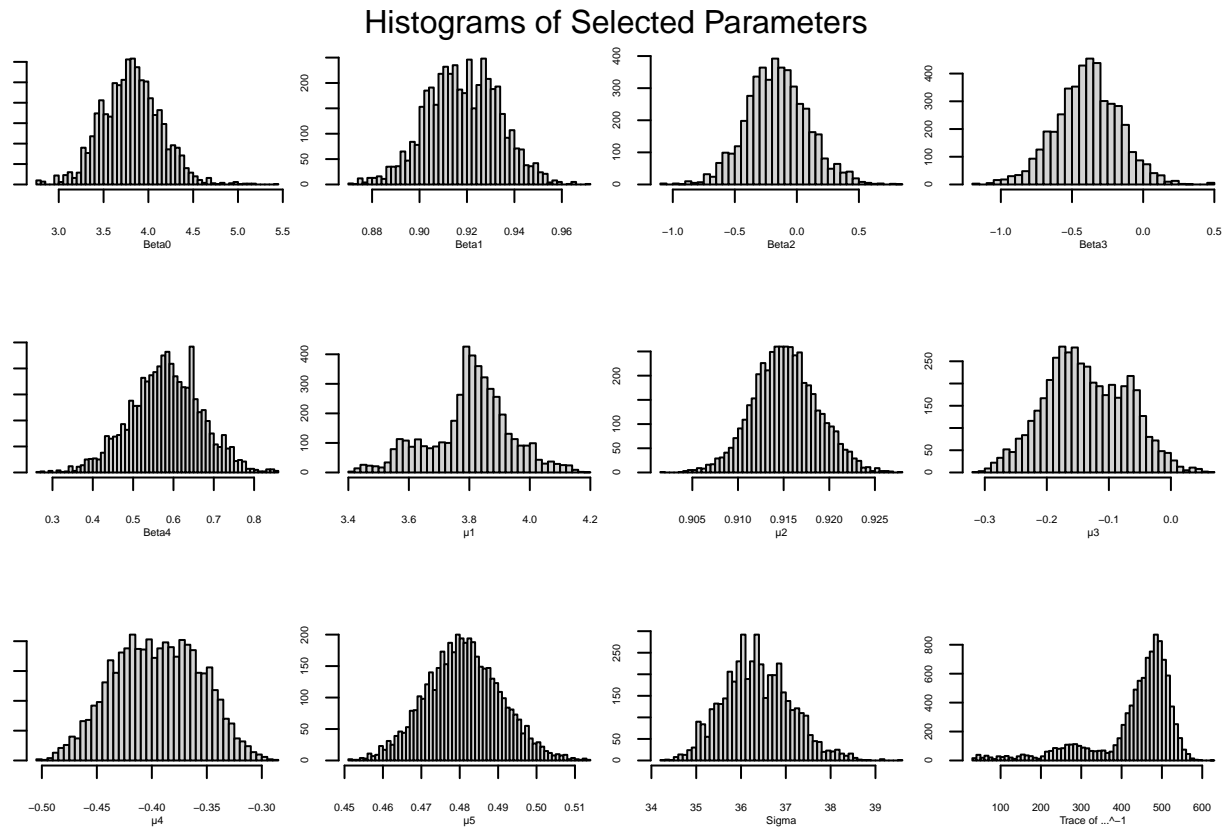 Histograms of Selected Parameters
0 50 100 150 200
3.0 3.5 4.0 4.5 5.0 5.5
0.88 0.90 0.92 0.94 0.96
0 100 200 300 400
−1.0 −0.5 0.0 0.5
0 100 200 300 400
−1.0 −0.5 0.0 0.5
Beta0
Beta1
Beta2
Beta3
0 100 200 300 400
0 50 100 150 200
0 50 100 150 200 250
0.3 0.4 0.5 0.6 0.7 0.8
3.4 3.6 3.8 4.0 4.2
0.905 0.910 0.915 0.920 0.925
−0.3 −0.2 −0.1 0.0
Beta4
µ1
µ2
µ3
0 50 100 150 200
0 50 150 250
0 200 400 600 800
−0.50 −0.45 −0.40 −0.35 −0.30
0.45 0.46 0.47 0.48 0.49 0.50 0.51
34 35 36 37 38 39
100 200 300 400 500 600
µ4
µ5
Sigma
Trace of ...^−1